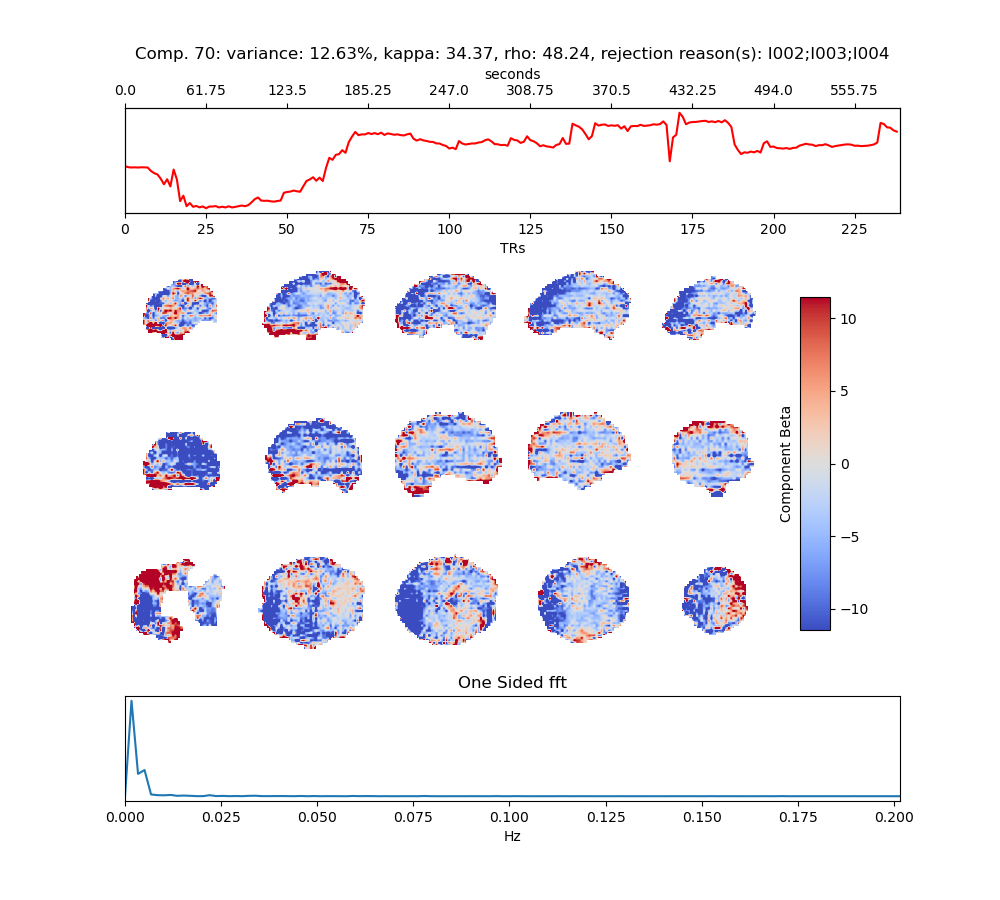 Comp. 70: variance: 12.63%, kappa: 34.37, rho: 48.24, rejection reason(s): I002;I003;I004
seconds
0.0 61.75 123.5 185.25 247.0 308.75 370.5 432.25 494.0 555.75
0 25 50 75 100 125 150 175 200 225
TRs
Component Beta
10
5
0
−5
−10
One Sided fft
0.000 0.025 0.050 0.075 0.100 0.125 0.150 0.175 0.200
Hz